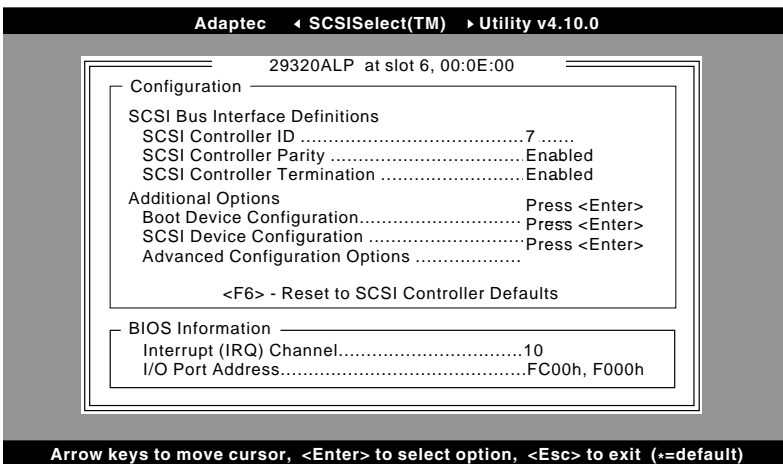 Adaptec ◂ SCSISelect(TM) ▸ Utility v4.10.0
29320ALP at slot 6, 00:0E:00
Configuration
SCSI Bus Interface Definitions
SCSI Controller ID ........................................7 ......
SCSI Controller Parity ...................................Enabled
SCSI Controller Termination ..........................Enabled
Additional Options
Boot Device Configuration............................. Press <Enter>
SCSI Device Configuration ............................Press <Enter>
Advanced Configuration Options ................... Press <Enter>
<F6> - Reset to SCSI Controller Defaults
BIOS Information
Interrupt (IRQ) Channel.................................10
I/O Port Address............................................FC00h, F000h
Arrow keys to move cursor, <Enter> to select option, <Esc> to exit (*=default)